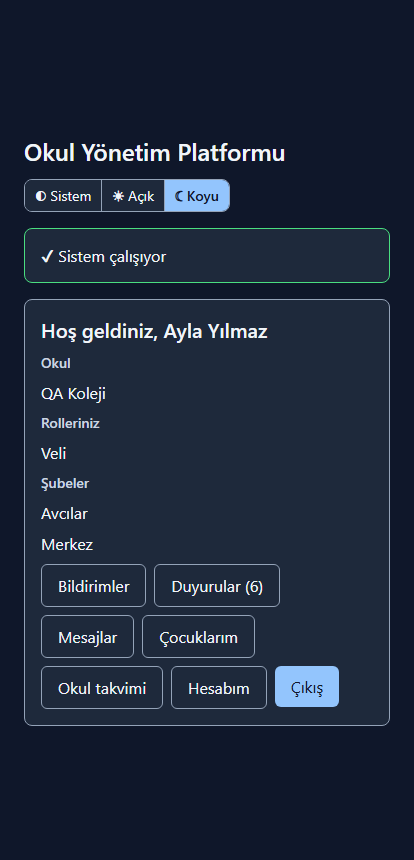 Okul Yönetim Platformu
◐ Sistem ☀ Açık ☾ Koyu
✓ Sistem çalışıyor
Hoş geldiniz, Ayla Yılmaz
Okul
QA Koleji
Rolleriniz
Veli
Şubeler
Avcılar
Merkez
Bildirimler Duyurular (6)
Mesajlar Çocuklarım
Okul takvimi Hesabım Çıkış